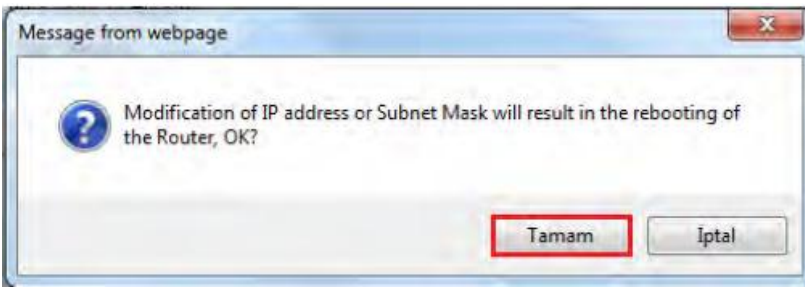 Message from webpage
Modification of IP address or Subnet Mask will result in the rebooting of
the Router, OK?
Tamam
Iptal